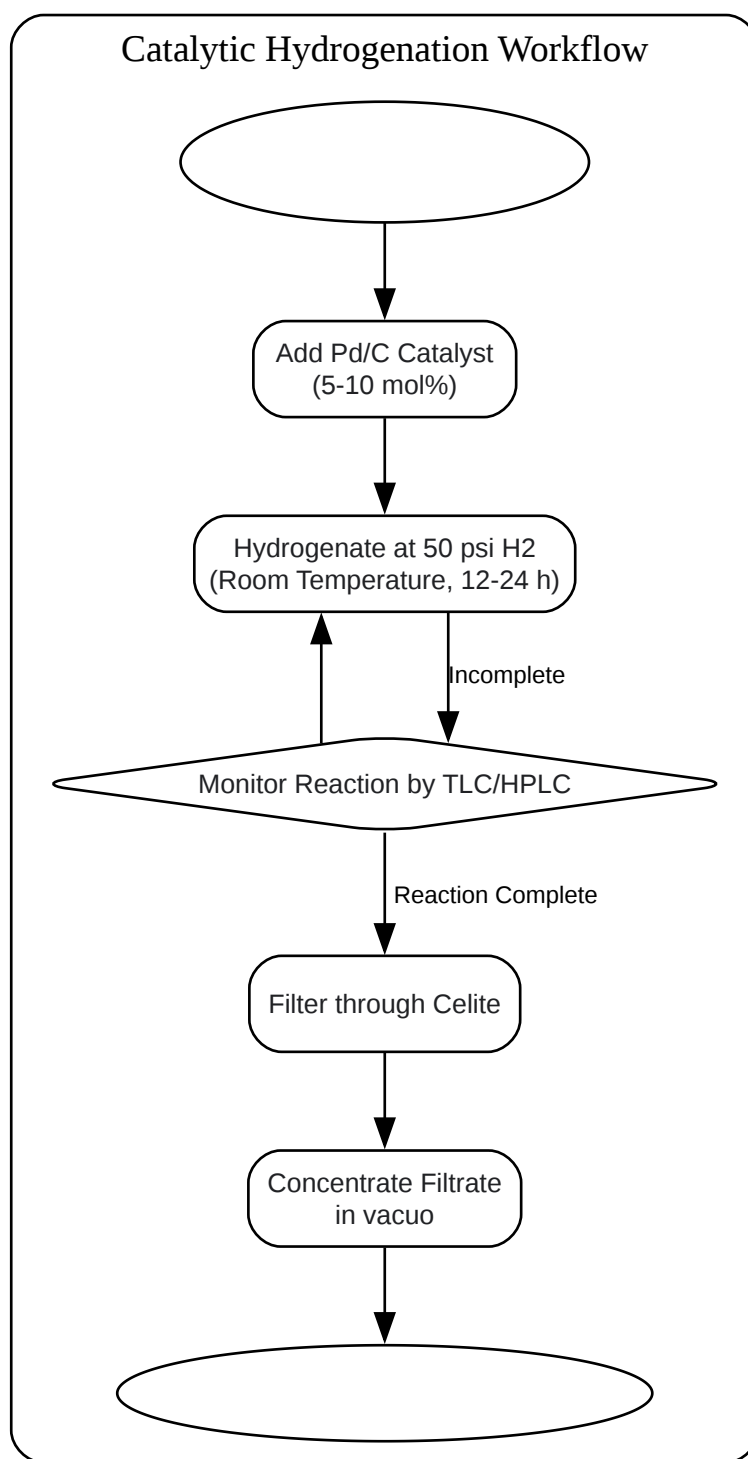 Catalytic Hydrogenation Workflow
Add Pd/C Catalyst
(5-10 mol%)
Hydrogenate at 50 psi H2
(Room Temperature, 12-24 h)
Incomplete
Monitor Reaction by TLC/HPLC
Reaction Complete
Filter through Celite
Concentrate Filtrate
in vacuo